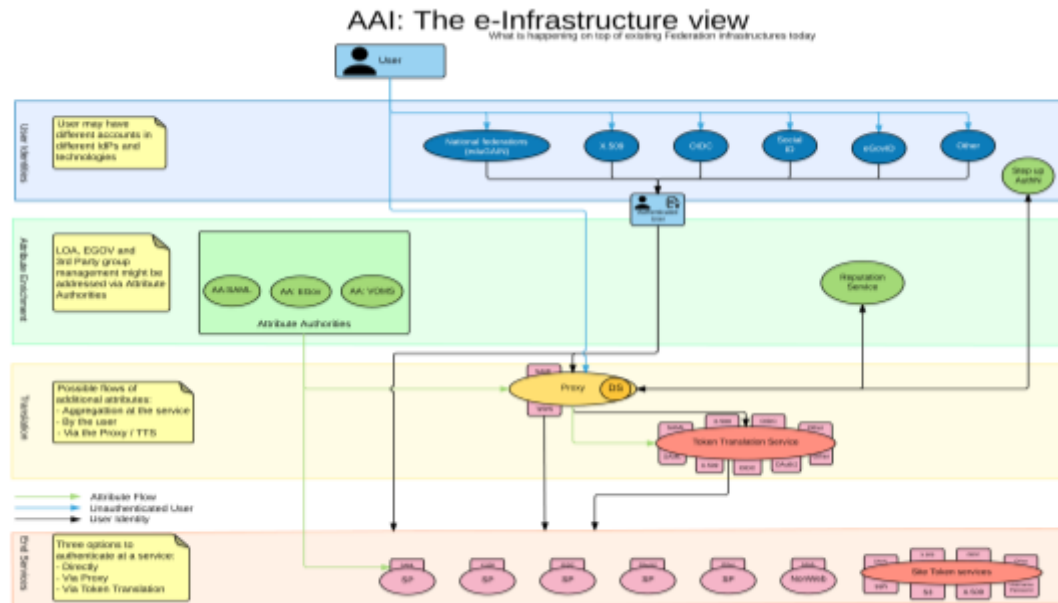 AAI: The e-Infrastructure view
What is happening on top of existing Federation infrastructures today
User
User Identities
User may have
different accounts in
different IdPs and
technologies
National federations
(eduGAIN)
X.509
OIDC
Social
ID
eGovID
Other
Step up
AuthN
User
Attribute Enrichment
LOA, EGOV and
3rd Party group
management might be
addressed via Attribute
Authorities
AA:SAML
AA: EGov
AA: VOMS
Attribute Authorities
Reputation
Service
Translation
Possible flows of
additional attributes:
- Aggregattion at the service
- By the user
- Via the Proxy / TTS
Proxy
DS
Token Translation Service
X.509
OAuth2
Attribute Flow
Unauthenticated User
User Identity
End Services
Three options to
authenticate at a service:
- Directly
- Via Proxy
- Via Token Translation
SP
SP
SP
SP
SP
NonWeb
Site Token services
X.509